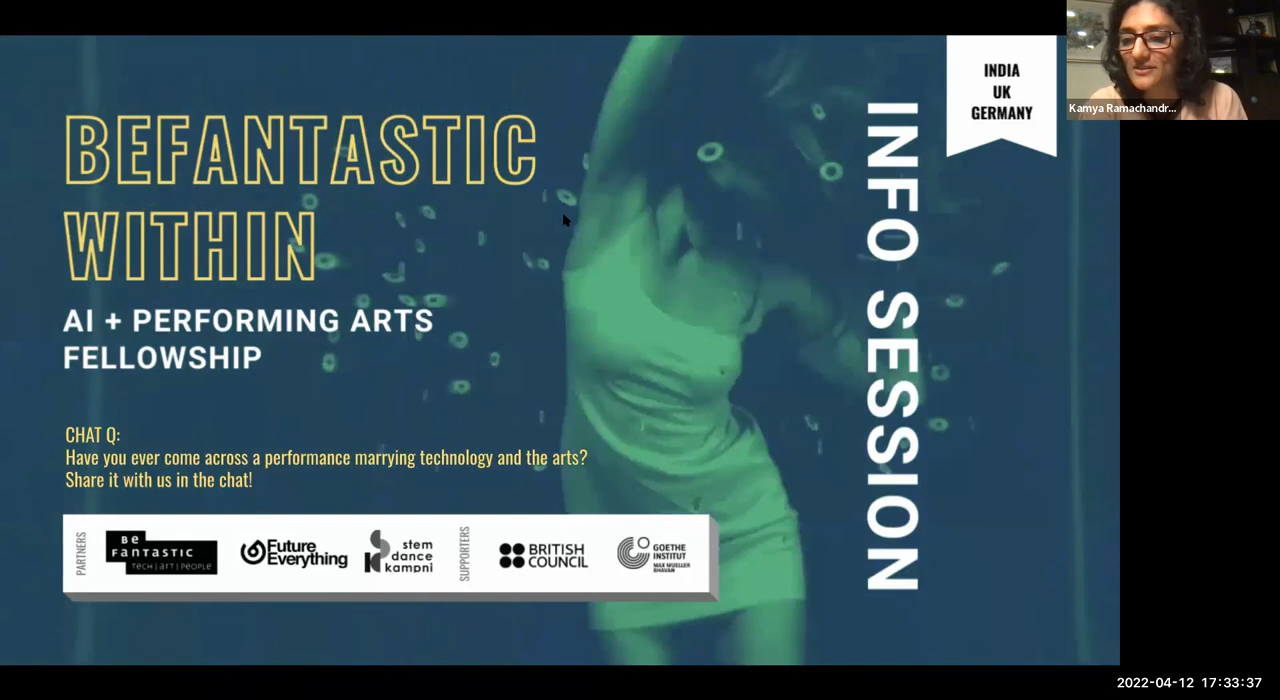 BEFANTASTIC
WITHIN
AI + PERFORMING ARTS
FELLOWSHIP
CHAT Q:
Have you ever come across a performance marrying technology and the arts?
Share it with us in the chat!
PARTNERS
BE
FANTASTIC
TECH|ART|PEOPLE
Future
Everything
stem
dance
kampni
SUPPORTERS
BRITISH
COUNCIL
GOETHE
INSTITUT
MAX MUELLER
BHAVAN
INFO SESSION
INDIA
UK
GERMANY
Kamya Ramachandr...
2022-04-12 17:33:37